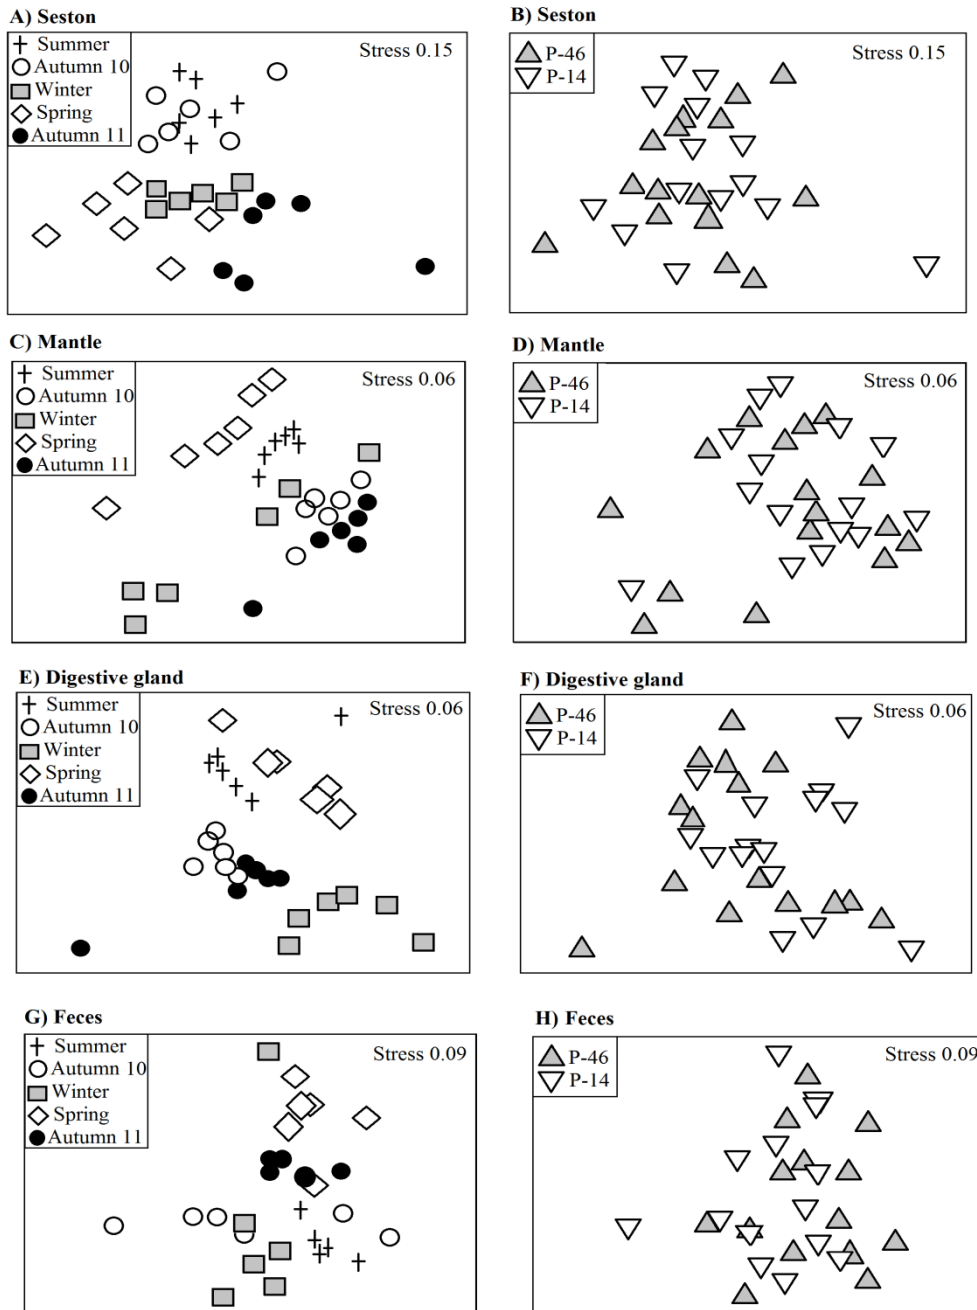 A) Seston
Summer
Autumn 10
Winter
Spring
Autumn 11
Stress 0.15
B) Seston
P-46
P-14
Stress 0.15
C) Mantle
Summer
Autumn 10
Winter
Spring
Autumn 11
Stress 0.06
D) Mantle
P-46
P-14
Stress 0.06
E) Digestive gland
Summer
Autumn 10
Winter
Spring
Autumn 11
Stress 0.06
F) Digestive gland
P-46
P-14
Stress 0.06
G) Feces
Summer
Autumn 10
Winter
Spring
Autumn 11
Stress 0.09
H) Feces
P-46
P-14
Stress 0.09